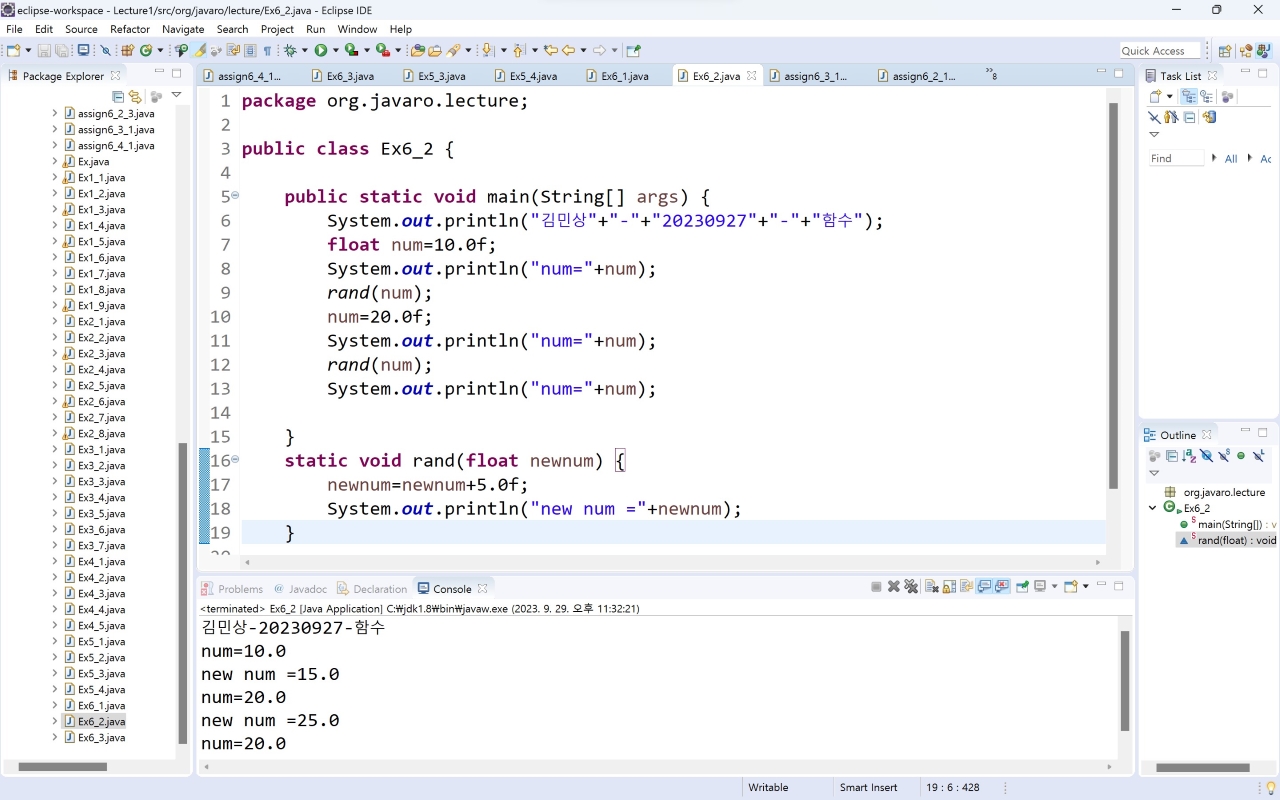 eclipse-workspace - Lecture1/src/org/javaro/lecture/Ex6_2.java - Eclipse IDE
File Edit Source Refactor Navigate Search Project Run Window Help
Quick Access
Package Explorer
assign6_2_3.java
assign6_3_1.java
assign6_4_1.java
Ex.java
Ex1_1.java
Ex1_2.java
Ex1_3.java
Ex1_4.java
Ex1_5.java
Ex1_6.java
Ex1_7.java
Ex1_8.java
Ex1_9.java
Ex2_1.java
Ex2_2.java
Ex2_3.java
Ex2_4.java
Ex2_5.java
Ex2_6.java
Ex2_7.java
Ex2_8.java
Ex3_1.java
Ex3_2.java
Ex3_3.java
Ex3_4.java
Ex3_5.java
Ex3_6.java
Ex3_7.java
Ex4_1.java
Ex4_2.java
Ex4_3.java
Ex4_4.java
Ex4_5.java
Ex5_1.java
Ex5_2.java
Ex5_3.java
Ex5_4.java
Ex6_1.java
Ex6_2.java
Ex6_3.java
assign6_4_1... Ex6_3.java Ex5_3.java Ex5_4.java Ex6_1.java Ex6_2.java assign6_3_1... assign6_2_1... »8
1 package org.javaro.lecture;
2
3 public class Ex6_2 {
4
5 public static void main(String[] args) {
6 System.out.println("김민상"+"-"+"20230927"+"-"+"함수");
7 float num=10.0f;
8 System.out.println("num="+num);
9 rand(num);
10 num=20.0f;
11 System.out.println("num="+num);
12 rand(num);
13 System.out.println("num="+num);
14
15 }
16 static void rand(float newnum) {
17 newnum=newnum+5.0f;
18 System.out.println("new num ="+newnum);
19 }
20
Problems @ Javadoc Declaration Console
<terminated> Ex6_2 [Java Application] C:₩jdk1.8₩bin₩javaw.exe (2023. 9. 29. 오후 11:32:21)
김민상-20230927-함수
num=10.0
new num =15.0
num=20.0
new num =25.0
num=20.0
Task List
Find All Ac
Outline
org.javaro.lecture
Ex6_2
main(String[]) : v
rand(float) : void
Writable Smart Insert 19 : 6 : 428